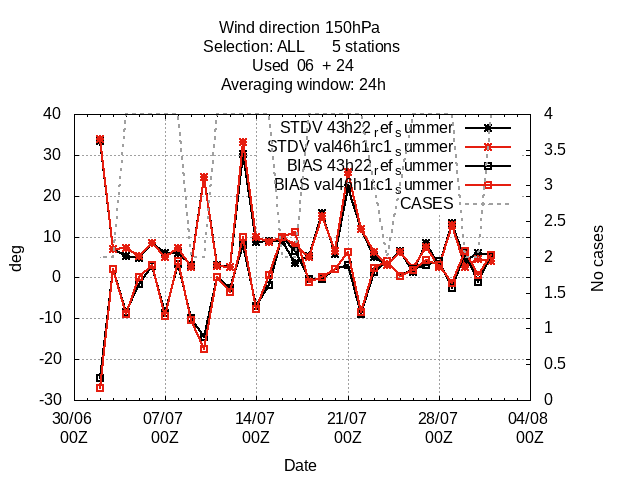 Wind direction 150hPa
Selection: ALL 5 stations
Used 06 + 24
Averaging window: 24h
STDV 43h22_ref_summer
STDV val46h1rc1_summer
BIAS 43h22_ref_summer
BIAS val46h1rc1_summer
CASES
40
30
20
10
0
-10
-20
-30
deg
4
3.5
3
2.5
2
1.5
1
0.5
0
No cases
30/06 07/07 14/07 21/07 28/07 04/08
00Z 00Z 00Z 00Z 00Z 00Z
Date